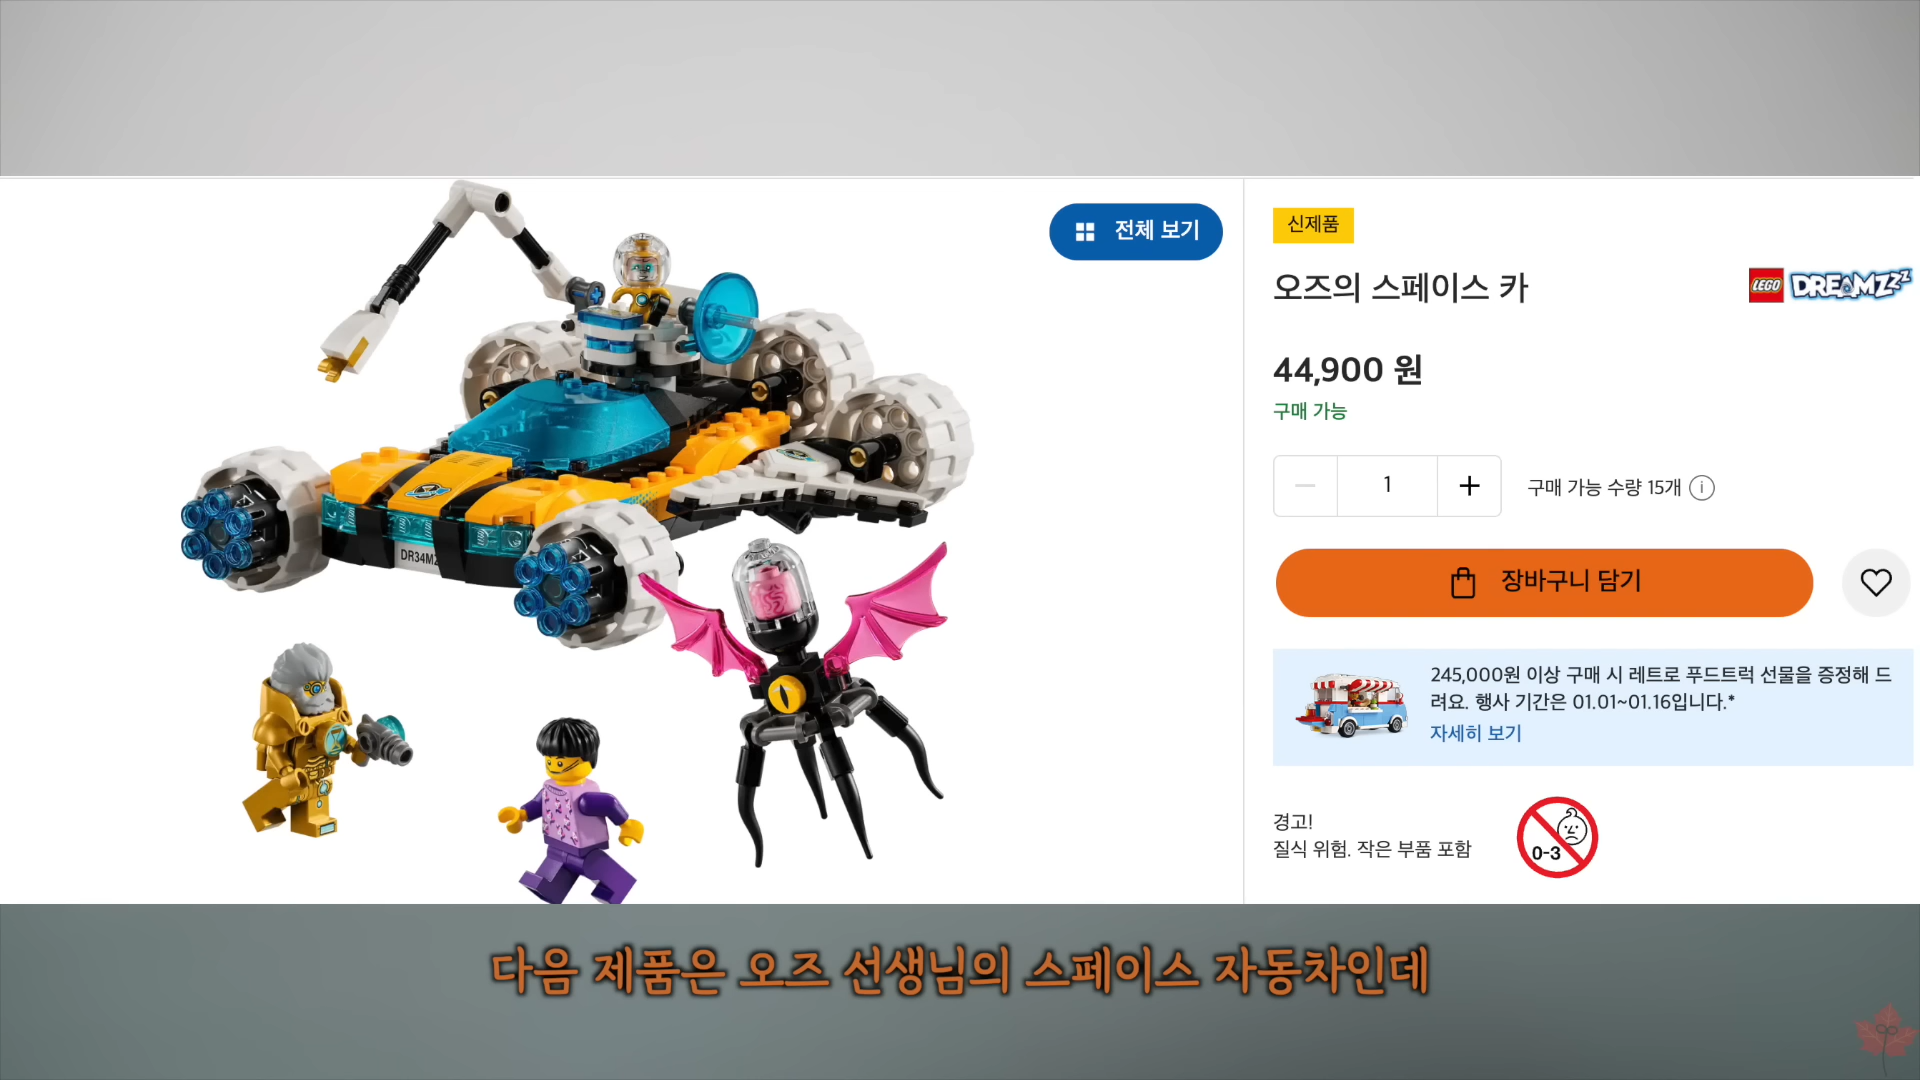 전체 보기
신제품
오즈의 스페이스 카
LEGO DREAMZzz
44,900 원
구매 가능
1
구매 가능 수량 15개
장바구니 담기
245,000원 이상 구매 시 레트로 푸드트럭 선물을 증정해 드
려요. 행사 기간은 01.01~01.16입니다.*
자세히 보기
경고!
질식 위험. 작은 부품 포함
0-3
다음 제품은 오즈 선생님의 스페이스 자동차인데